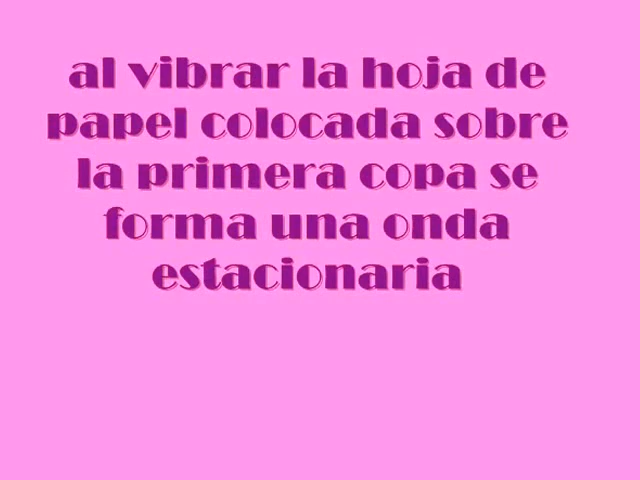 al vibrar la hoja de
papel colocada sobre
la primera copa se
forma una onda
estacionaria